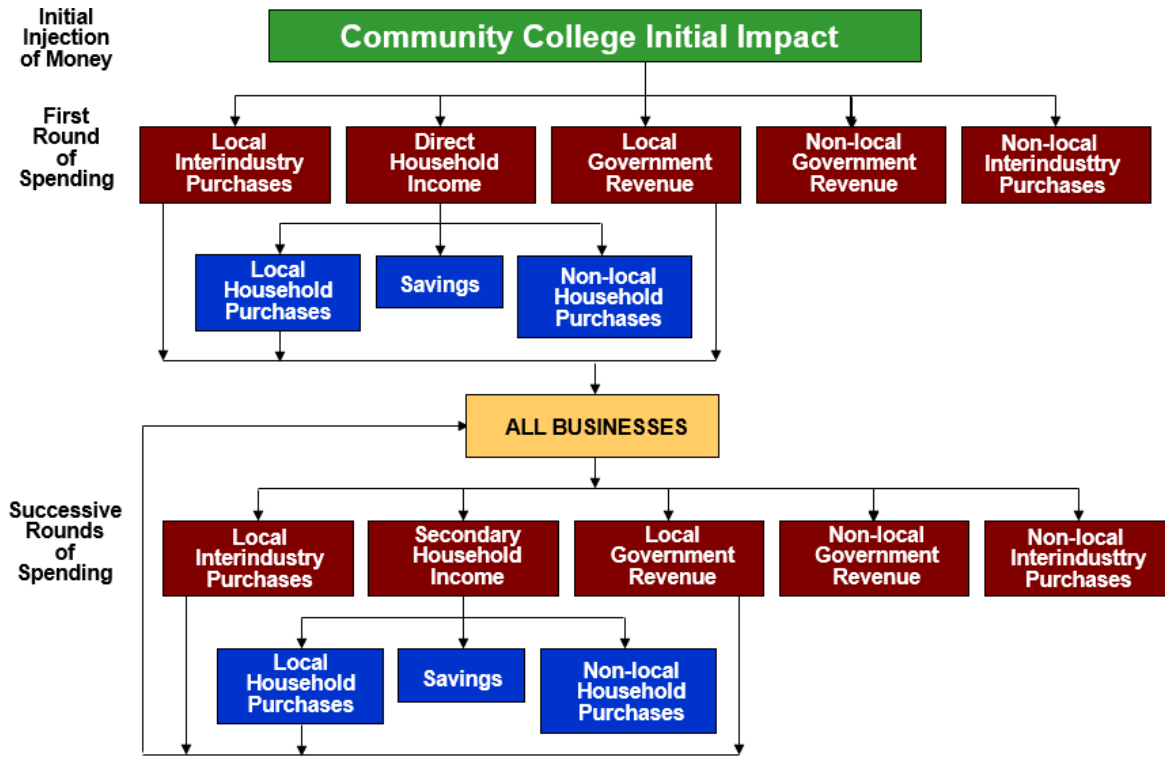 Initial
Injection
of Money
Community College Initial Impact
First
Round
of
Spending
Local
Interindustry
Purchases
Direct
Household
Income
Local
Government
Revenue
Non-local
Government
Revenue
Non-local
Interindusttry
Purchases
Local
Household
Purchases
Savings
Non-local
Household
Purchases
ALL BUSINESSES
Successive
Rounds
of
Spending
Local
Interindustry
Purchases
Secondary
Household
Income
Local
Government
Revenue
Non-local
Government
Revenue
Non-local
Interindusttry
Purchases
Local
Household
Purchases
Savings
Non-local
Household
Purchases